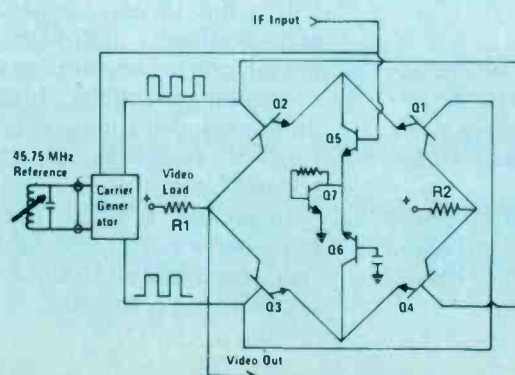 IF Input
Q2
Q1
Q5
45.75 MHz
Reference
Carrier
Gener
ator
Video
Load
+
R1
Q7
+
R2
Q6
Q3
Q4
Video Out